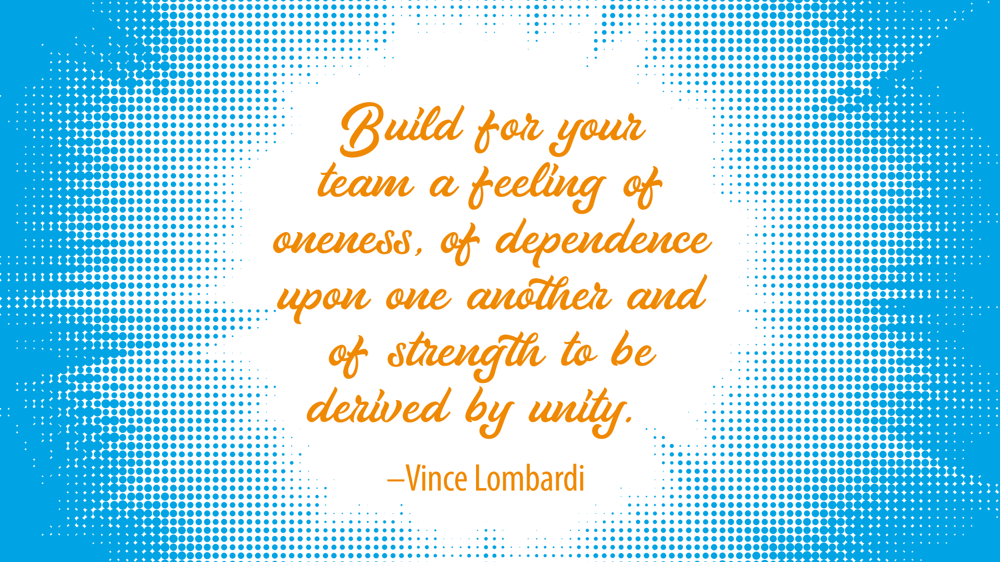 Build for your
team a feeling of
oneness, of dependence
upon one another and
of strength to be
derived by unity.
–Vince Lombardi